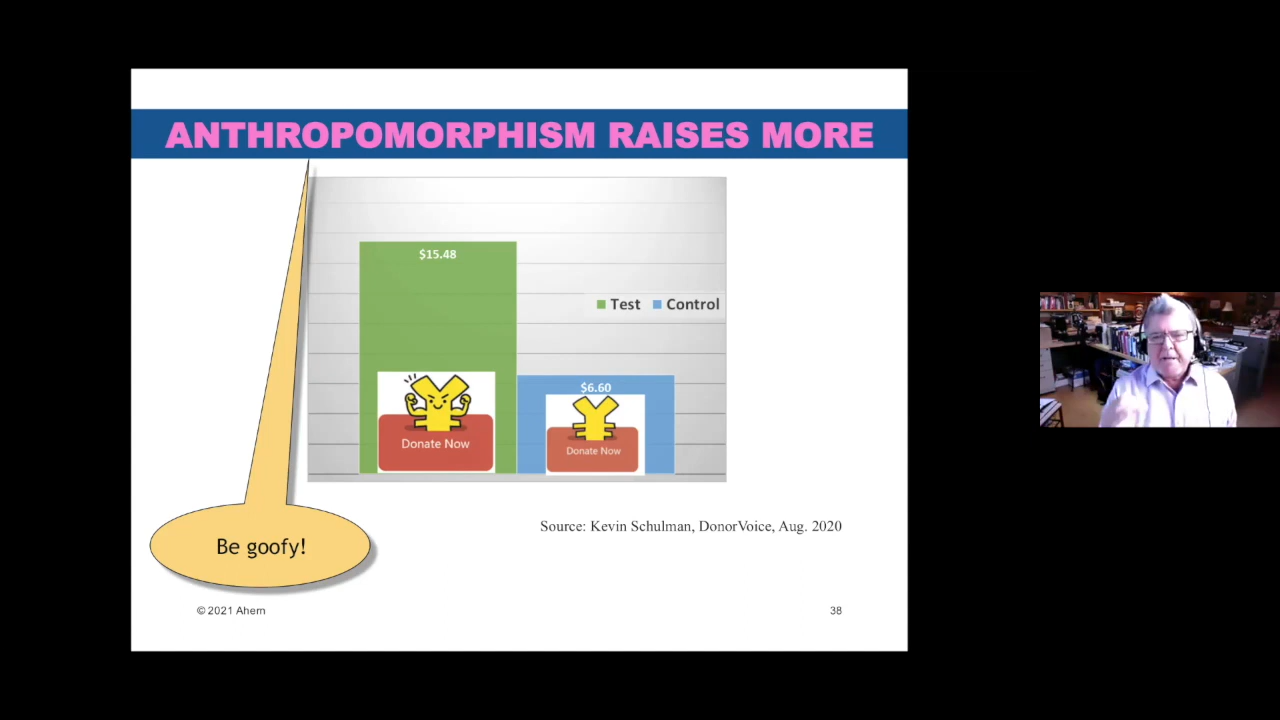 ANTHROPOMORPHISM RAISES MORE
$15.48
Test Control
$6.60
Donate Now
Donate Now
Source: Kevin Schulman, DonorVoice, Aug. 2020
Be goofy!
© 2021 Ahern
38